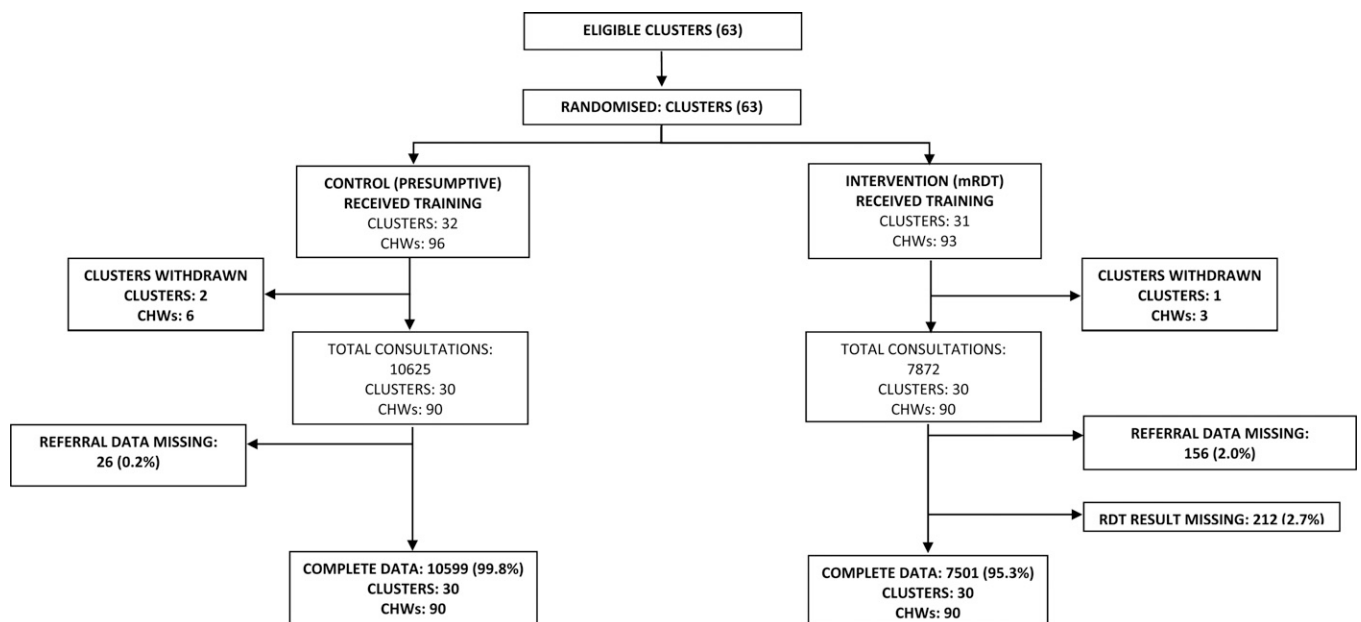 ELIGIBLE CLUSTERS (63)
RANDOMISED: CLUSTERS (63)
CONTROL (PRESUMPTIVE)
RECEIVED TRAINING
CLUSTERS: 32
CHWs: 96
INTERVENTION (mRDT)
RECEIVED TRAINING
CLUSTERS: 31
CHWs: 93
CLUSTERS WITHDRAWN
CLUSTERS: 2
CHWs: 6
CLUSTERS WITHDRAWN
CLUSTERS: 1
CHWs: 3
TOTAL CONSULTATIONS:
10625
CLUSTERS: 30
CHWs: 90
TOTAL CONSULTATIONS:
7872
CLUSTERS: 30
CHWs: 90
REFERRAL DATA MISSING:
26 (0.2%)
REFERRAL DATA MISSING:
156 (2.0%)
RDT RESULT MISSING: 212 (2.7%)
COMPLETE DATA: 10599 (99.8%)
CLUSTERS: 30
CHWs: 90
COMPLETE DATA: 7501 (95.3%)
CLUSTERS: 30
CHWs: 90